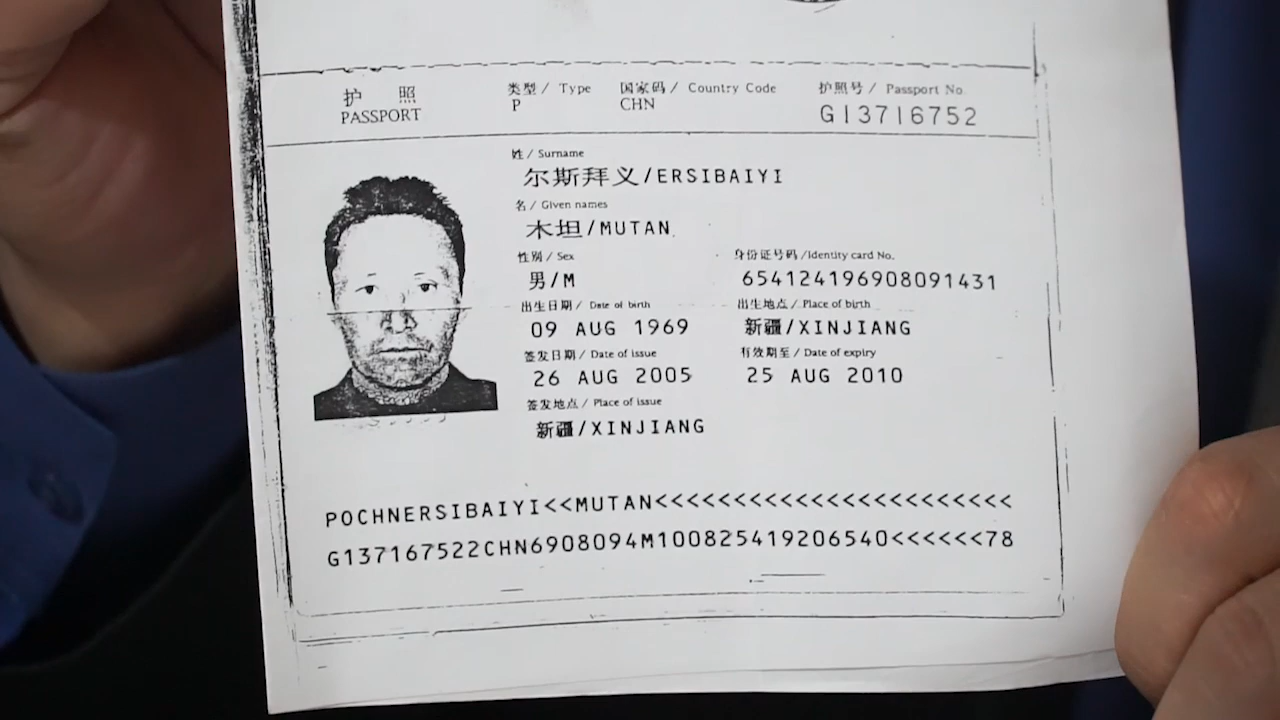 护 照
PASSPORT
类型 / Type
P
国家码 / Country Code
CHN
护照号 / Passport No
G13716752
姓 / Surname
尔斯拜义/ERSIBAIYI
名 / Given names
木坦/MUTAN
性别 / Sex
男/M
身份证号码 /Identity card No.
654124196908091431
出生日期 / Date of birth
09 AUG 1969
出生地点 / Place of birth
新疆/XINJIANG
签发日期 / Date of issue
26 AUG 2005
有效期至 / Date of expiry
25 AUG 2010
签发地点 / Place of issue
新疆/XINJIANG
POCHNERSIBAIYI<<MUTAN<<<<<<<<<<<<<<<<<<<<<<<
G137167522CHN6908094M100825419206540<<<<<<78